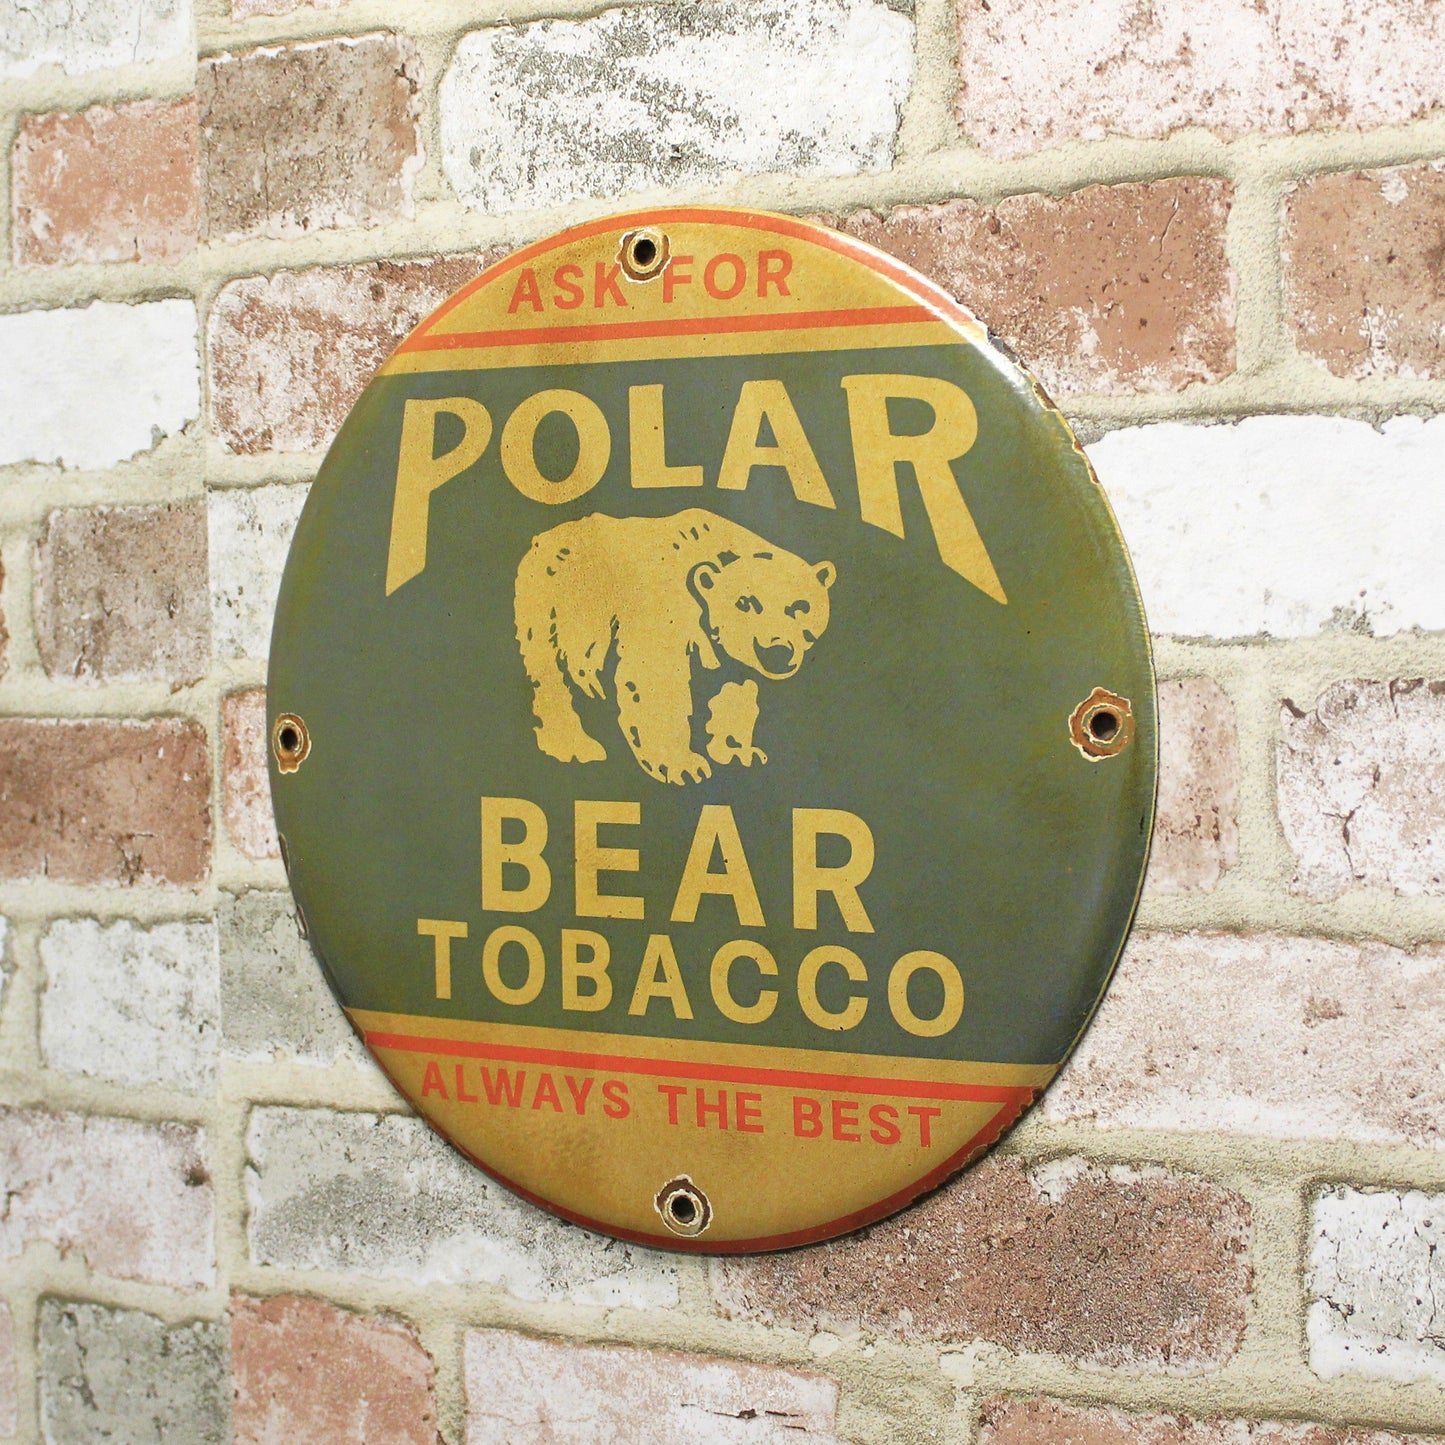 ASK FOR
POLAR
BEAR
TOBACCO
ALWAYS THE BEST